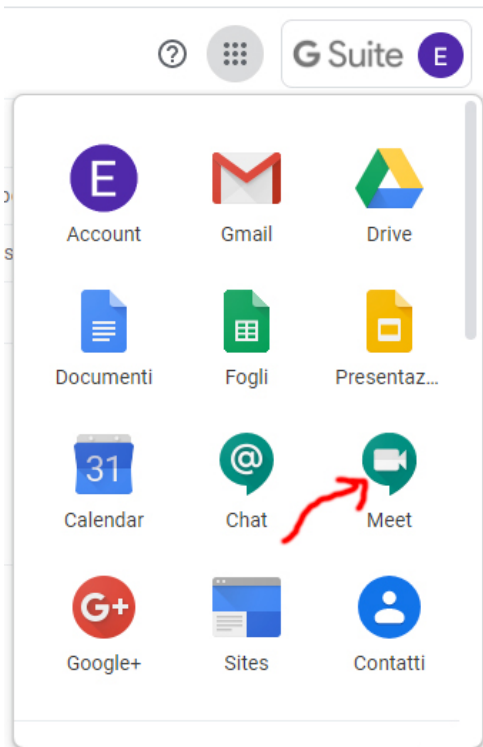 G Suite E
E
Account Gmail Drive
Documenti Fogli Presentaz...
31 @
Calendar Chat Meet
G+
Google+ Sites Contatti